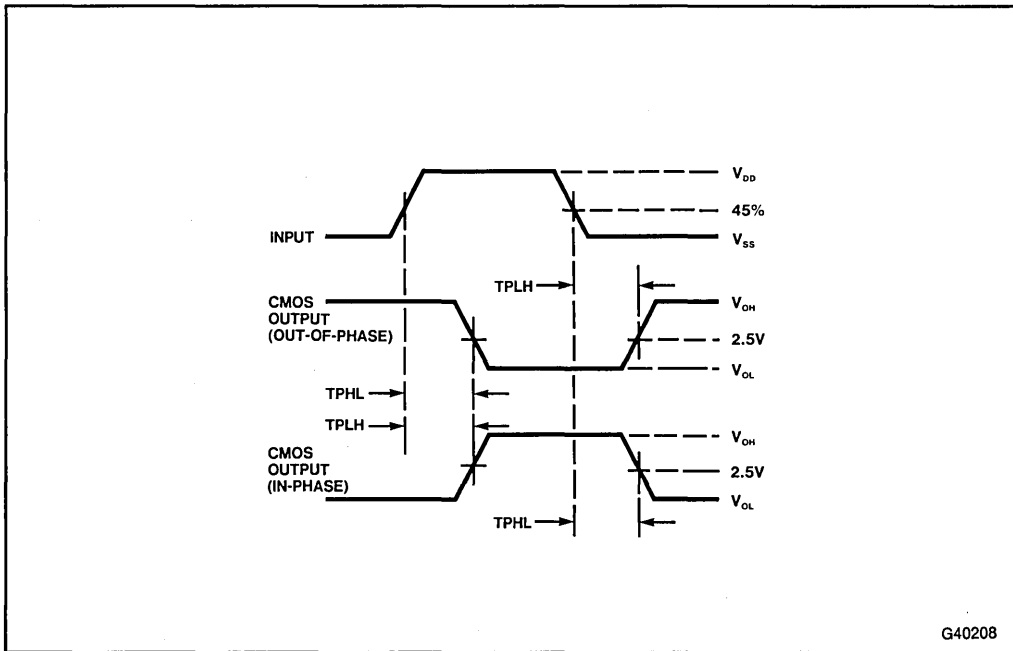 V_DD
45%
INPUT
V_SS
TPLH
CMOS
OUTPUT
(OUT-OF-PHASE)
V_OH
2.5V
V_OL
TPHL
TPLH
CMOS
OUTPUT
(IN-PHASE)
V_OH
2.5V
V_OL
TPHL
G40208